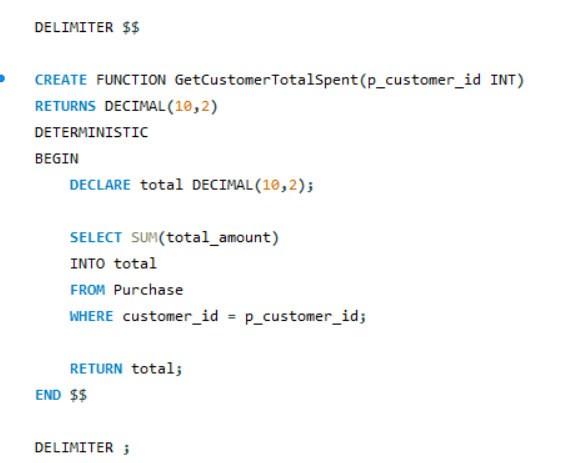 DELIMITER $$
CREATE FUNCTION GetCustomerTotalSpent(p_customer_id INT)
RETURNS DECIMAL(10,2)
DETERMINISTIC
BEGIN
    DECLARE total DECIMAL(10,2);
    SELECT SUM(total_amount)
    INTO total
    FROM Purchase
    WHERE customer_id = p_customer_id;
    RETURN total;
END $$
DELIMITER ;